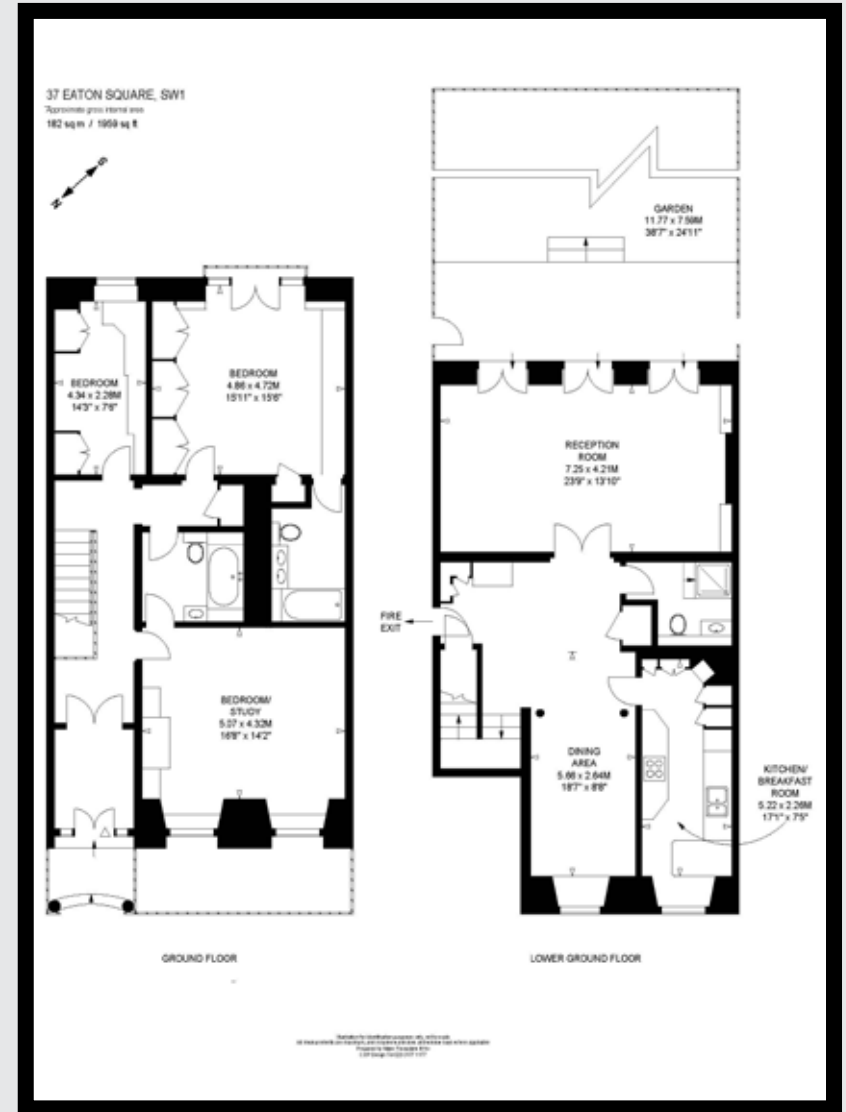 37 EATON SQUARE, SW1
Approximate gross internal area
182 sq m / 1959 sq ft
S
N
GARDEN
11.77 x 7.59M
38'7" x 24'11"
BEDROOM
4.34 x 2.28M
14'3" x 7'6"
BEDROOM
4.86 x 4.72M
15'11" x 15'6"
RECEPTION
ROOM
7.25 x 4.21M
23'9" x 13'10"
FIRE
EXIT
BEDROOM/
STUDY
5.07 x 4.32M
16'8" x 14'2"
DINING
AREA
5.66 x 2.64M
18'7" x 8'8"
KITCHEN/
BREAKFAST
ROOM
5.22 x 2.26M
17'1" x 7'5"
GROUND FLOOR
LOWER GROUND FLOOR